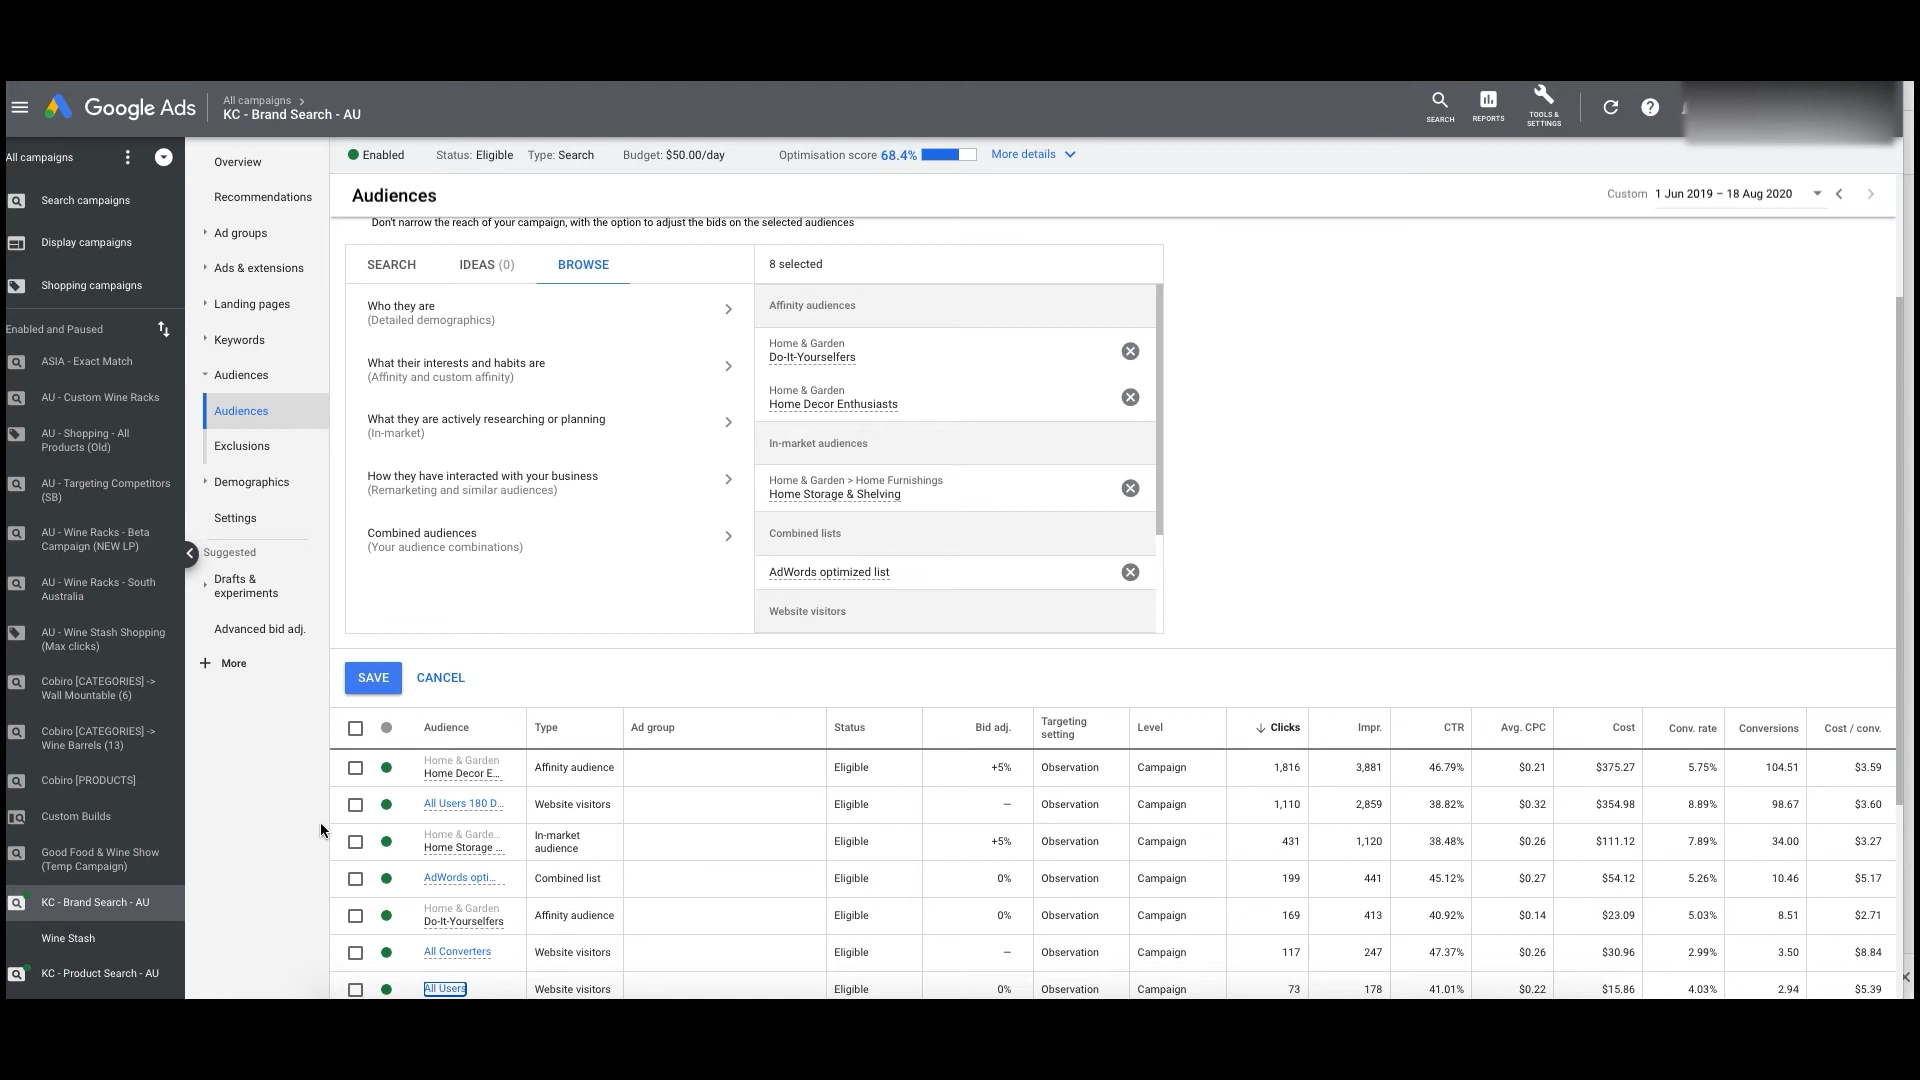 Google Ads
All campaigns
KC - Brand Search - AU
SEARCH
REPORTS
TOOLS &
SETTINGS
All campaigns
Search campaigns
Display campaigns
Shopping campaigns
Enabled and Paused
ASIA - Exact Match
AU - Custom Wine Racks
AU - Shopping - All
Products (Old)
AU - Targeting Competitors
(SB)
AU - Wine Racks - Beta
Campaign (NEW LP)
AU - Wine Racks - South
Australia
AU - Wine Stash Shopping
(Max clicks)
Cobiro [CATEGORIES] ->
Wall Mountable (6)
Cobiro [CATEGORIES] ->
Wine Barrels (13)
Cobiro [PRODUCTS]
Custom Builds
Good Food & Wine Show
(Temp Campaign)
KC - Brand Search - AU
Wine Stash
KC - Product Search - AU
Overview
Recommendations
Ad groups
Ads & extensions
Landing pages
Keywords
Audiences
Audiences
Exclusions
Demographics
Settings
Suggested
Drafts &
experiments
Advanced bid adj.
+ More
Enabled Status: Eligible Type: Search Budget: $50.00/day Optimisation score 68.4% More details
Audiences
Custom 1 Jun 2019 – 18 Aug 2020
Don't narrow the reach of your campaign, with the option to adjust the bids on the selected audiences
SEARCH IDEAS (0) BROWSE
Who they are
(Detailed demographics)
What their interests and habits are
(Affinity and custom affinity)
What they are actively researching or planning
(In-market)
How they have interacted with your business
(Remarketing and similar audiences)
Combined audiences
(Your audience combinations)
8 selected
Affinity audiences
Home & Garden
Do-It-Yourselfers
Home & Garden
Home Decor Enthusiasts
In-market audiences
Home & Garden > Home Furnishings
Home Storage & Shelving
Combined lists
AdWords optimized list
Website visitors
SAVE CANCEL
Audience Type Ad group Status Bid adj. Targeting setting Level Clicks Impr. CTR Avg. CPC Cost Conv. rate Conversions Cost / conv.
Home & Garden
Home Decor E... Affinity audience Eligible +5% Observation Campaign 1,816 3,881 46.79% $0.21 $375.27 5.75% 104.51 $3.59
All Users 180 D... Website visitors Eligible — Observation Campaign 1,110 2,859 38.82% $0.32 $354.98 8.89% 98.67 $3.60
Home & Garde...
Home Storage ... In-market audience Eligible +5% Observation Campaign 431 1,120 38.48% $0.26 $111.12 7.89% 34.00 $3.27
AdWords opti... Combined list Eligible 0% Observation Campaign 199 441 45.12% $0.27 $54.12 5.26% 10.46 $5.17
Home & Garden
Do-It-Yourselfers Affinity audience Eligible 0% Observation Campaign 169 413 40.92% $0.14 $23.09 5.03% 8.51 $2.71
All Converters Website visitors Eligible — Observation Campaign 117 247 47.37% $0.26 $30.96 2.99% 3.50 $8.84
All Users Website visitors Eligible 0% Observation Campaign 73 178 41.01% $0.22 $15.86 4.03% 2.94 $5.39